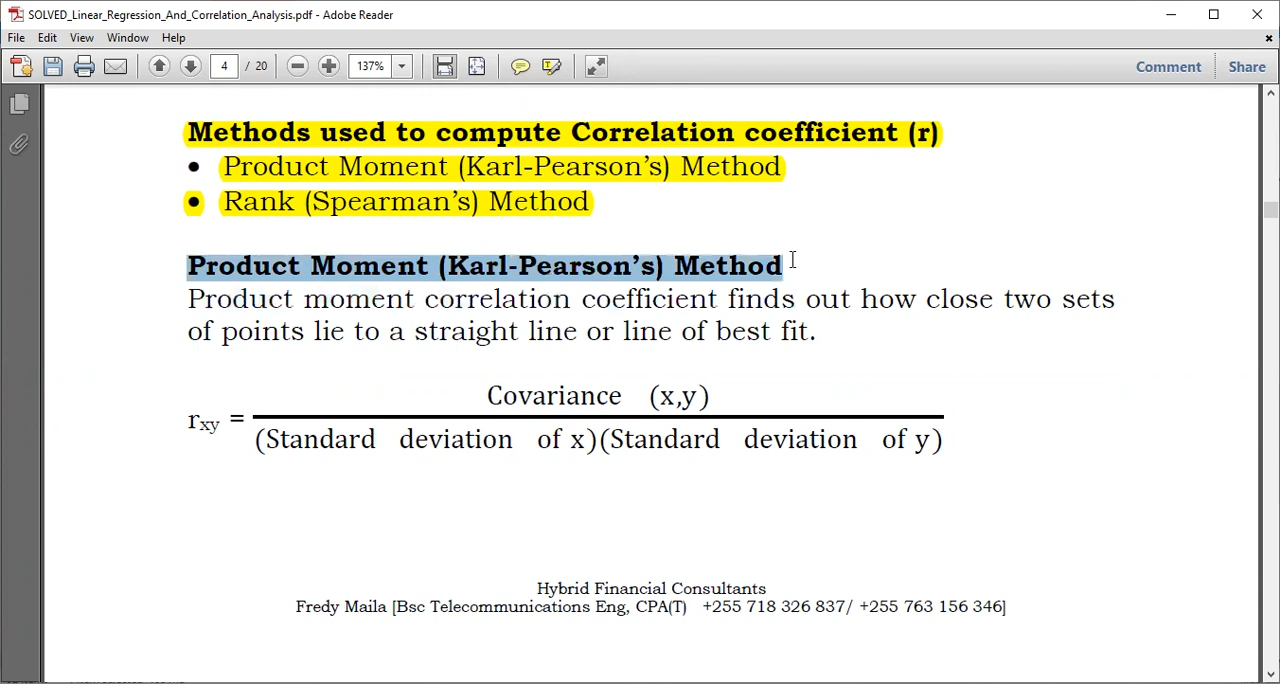 SOLVED_Linear_Regression_And_Correlation_Analysis.pdf - Adobe Reader
File Edit View Window Help
4 / 20 137% Comment Share
Methods used to compute Correlation coefficient (r)
• Product Moment (Karl-Pearson’s) Method
• Rank (Spearman’s) Method
Product Moment (Karl-Pearson’s) Method
Product moment correlation coefficient finds out how close two sets
of points lie to a straight line or line of best fit.
Covariance (x,y)
rxy =
(Standard deviation of x)(Standard deviation of y)
Hybrid Financial Consultants
Fredy Maila [Bsc Telecommunications Eng, CPA(T) +255 718 326 837/ +255 763 156 346]